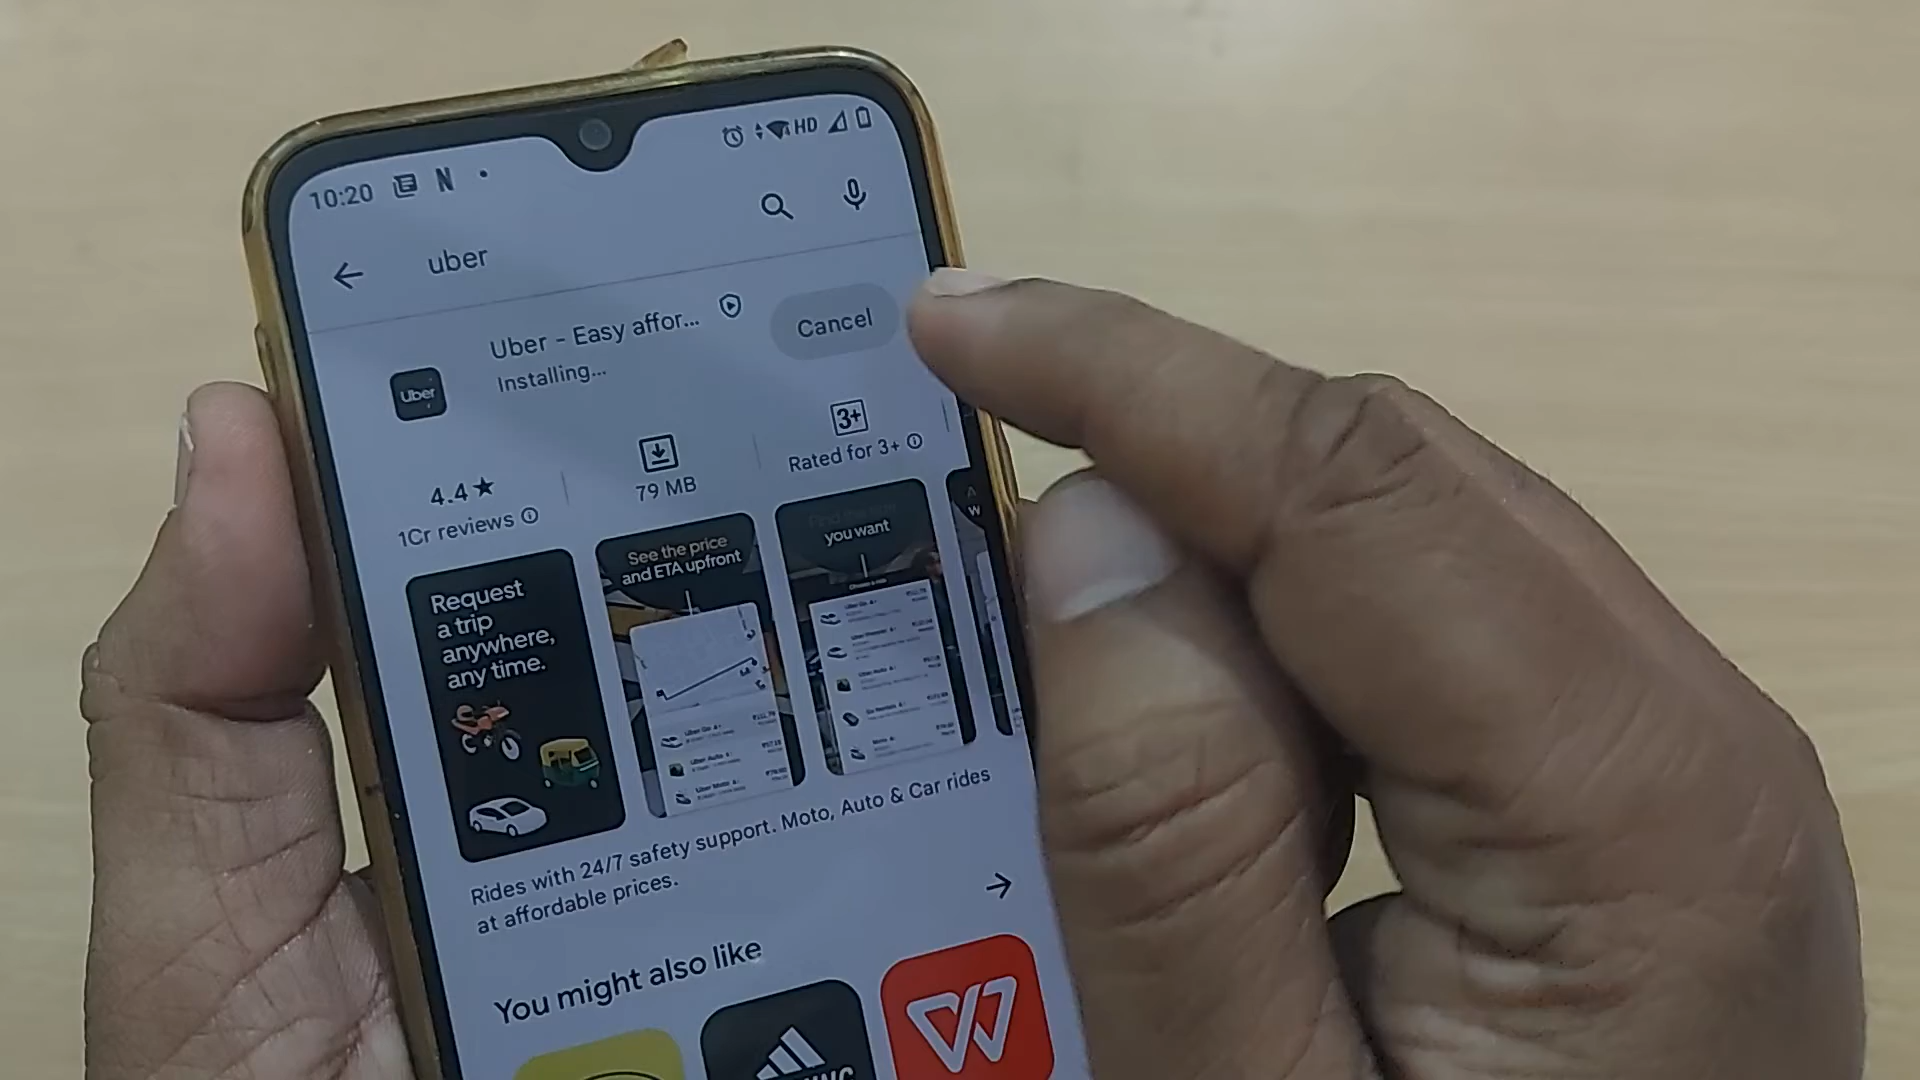 10:20 N HD
uber
Uber - Easy affor...
Cancel
Installing...
Uber
4.4★
1Cr reviews
79 MB
3+
Rated for 3+
Request
a trip
anywhere,
any time.
See the price
and ETA upfront
you want
Rides with 24/7 safety support. Moto, Auto & Car rides
at affordable prices.
You might also like